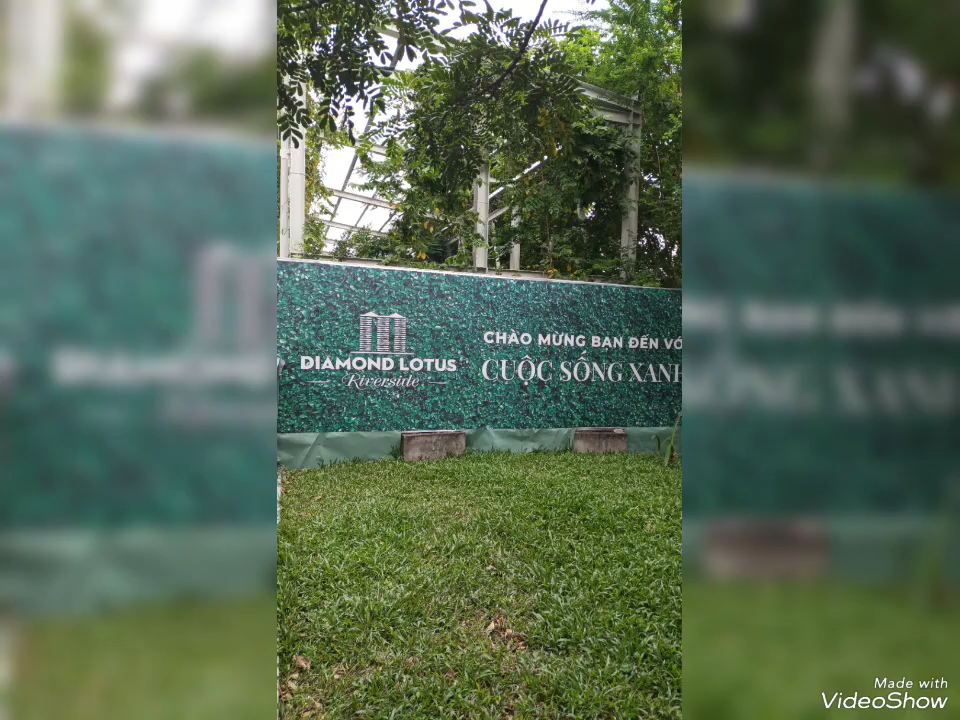 DIAMOND LOTUS
Riverside
CHÀO MỪNG BẠN ĐẾN VỚ
CUỘC SỐNG XANH
Made with
VideoShow